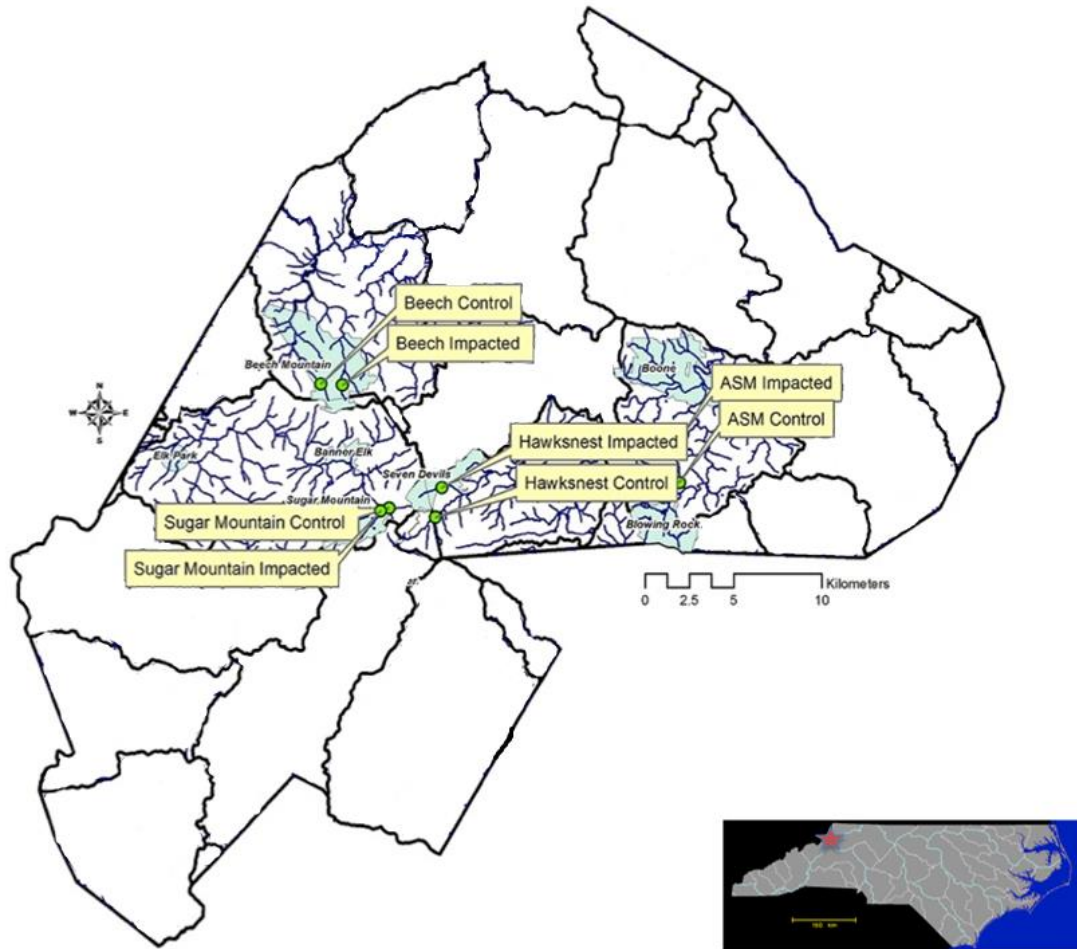 Beech Control
Beech Impacted
Beech Mountain
Boone
ASM Impacted
ASM Control
N
W E
S
Hawksnest Impacted
Elk Park
Banner Elk
Seven Devils
Hawksnest Control
Sugar Mountain
Sugar Mountain Control
Blowing Rock
Sugar Mountain Impacted
Kilometers
0 2.5 5 10